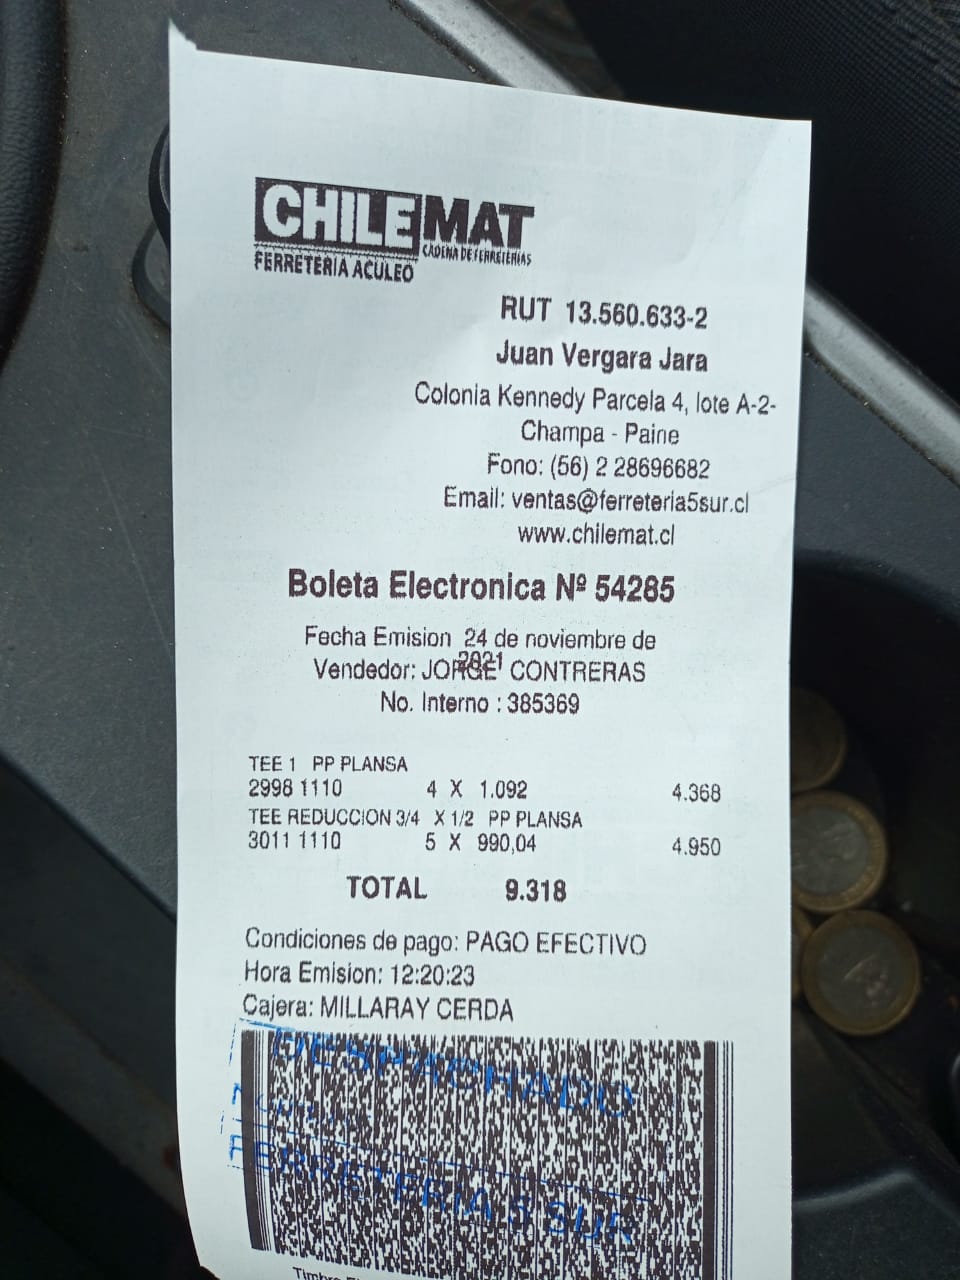 CHILEMAT
CADENA DE FERRETERIAS
FERRETERIA ACULEO
RUT 13.560.633-2
Juan Vergara Jara
Colonia Kennedy Parcela 4, lote A-2-
Champa - Paine
Fono: (56) 2 28696682
Email: ventas@ferreteria5sur.cl
www.chilemat.cl
Boleta Electronica Nº 54285
Fecha Emision 24 de noviembre de
2021
Vendedor: JORGE CONTRERAS
No. Interno : 385369
TEE 1 PP PLANSA
2998 1110 4 X 1.092 4.368
TEE REDUCCION 3/4 X 1/2 PP PLANSA
3011 1110 5 X 990,04 4.950
TOTAL 9.318
Condiciones de pago: PAGO EFECTIVO
Hora Emision: 12:20:23
Cajera: MILLARAY CERDA
DESPACHADO
FERRETERIA 5 SUR